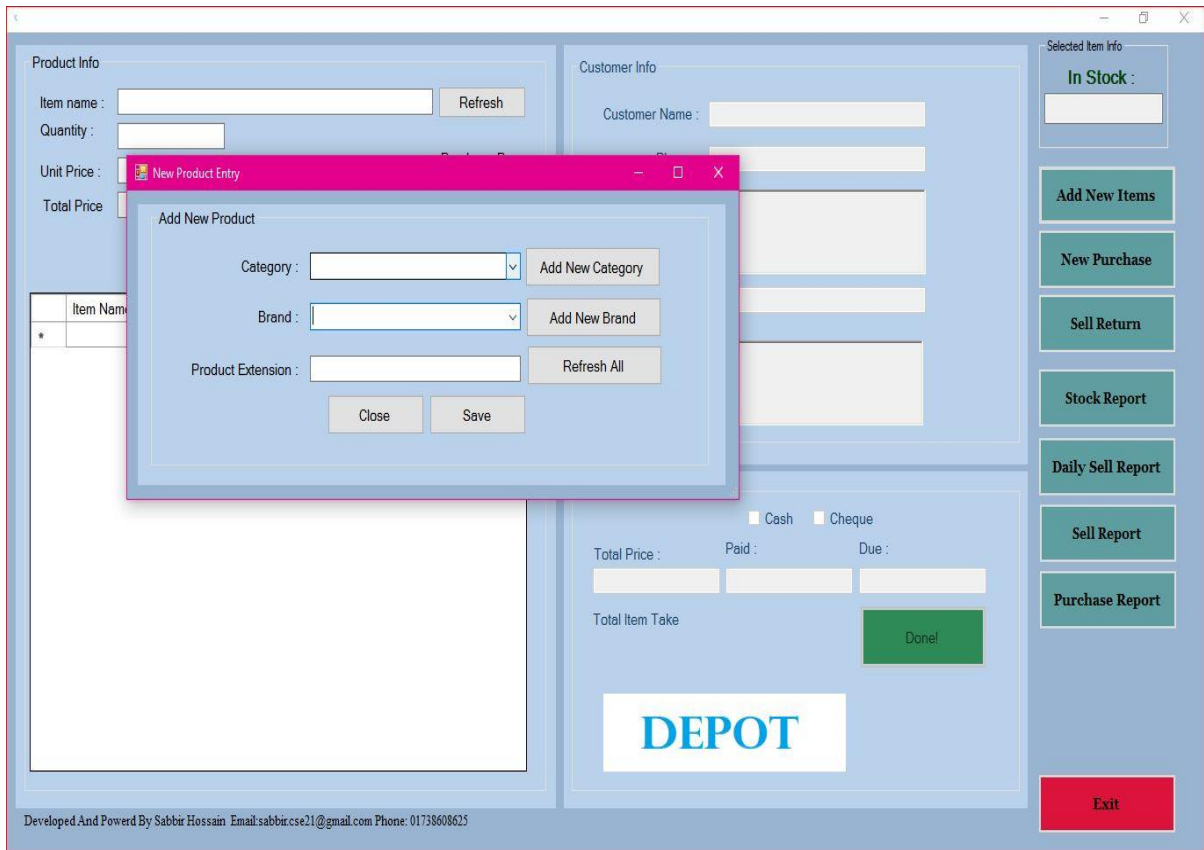 Product Info
Item name :
Refresh
Quantity :
Unit Price :
Total Price
Item Nam
*
Customer Info
Customer Name :
Selected Item Info
In Stock :
New Product Entry
Add New Product
Category :
Add New Category
Brand :
Add New Brand
Product Extension :
Refresh All
Close
Save
Add New Items
New Purchase
Sell Return
Stock Report
Daily Sell Report
Sell Report
Purchase Report
Exit
Cash
Cheque
Total Price :
Paid :
Due :
Total Item Take
Done!
DEPOT
Developed And Powerd By Sabbir Hossain Email:sabbir.cse21@gmail.com Phone: 01738608625